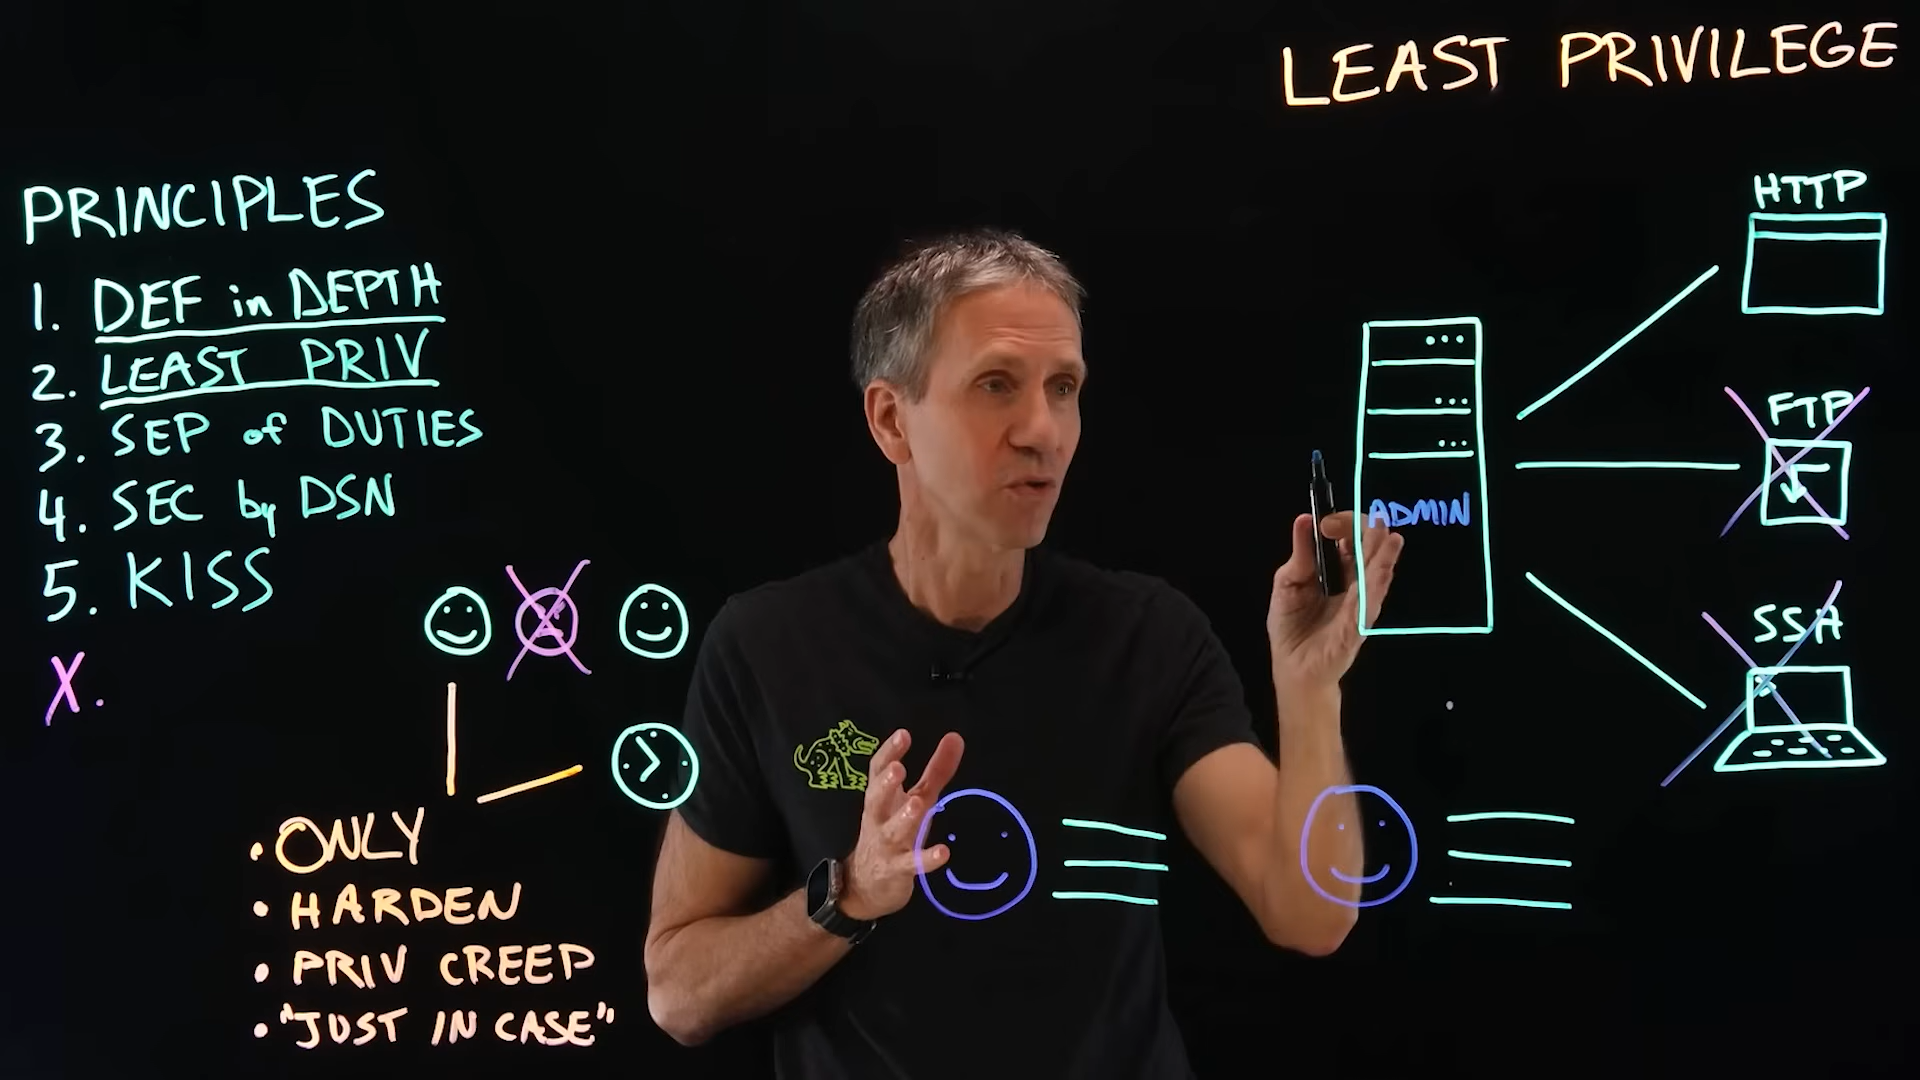 LEAST PRIVILEGE
PRINCIPLES
1. DEF in DEPTH
2. LEAST PRIV
3. SEP of DUTIES
4. SEC by DSN
5. KISS
X.
• ONLY
• HARDEN
• PRIV CREEP
• "JUST IN CASE"
ADMIN
HTTP
FTP
SSH